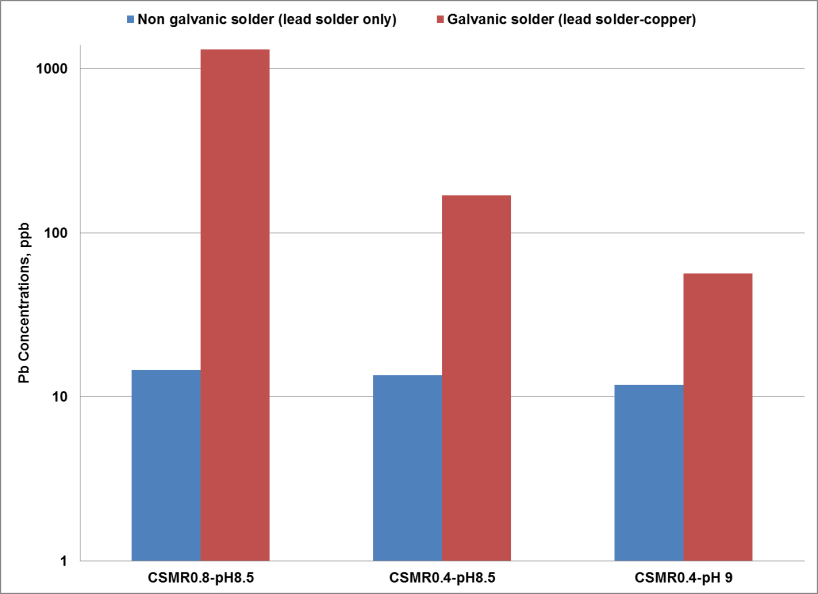 Non galvanic solder (lead solder only) Galvanic solder (lead solder-copper)
1000
100
10
1
Pb Concentrations, ppb
CSMR0.8-pH8.5 CSMR0.4-pH8.5 CSMR0.4-pH 9